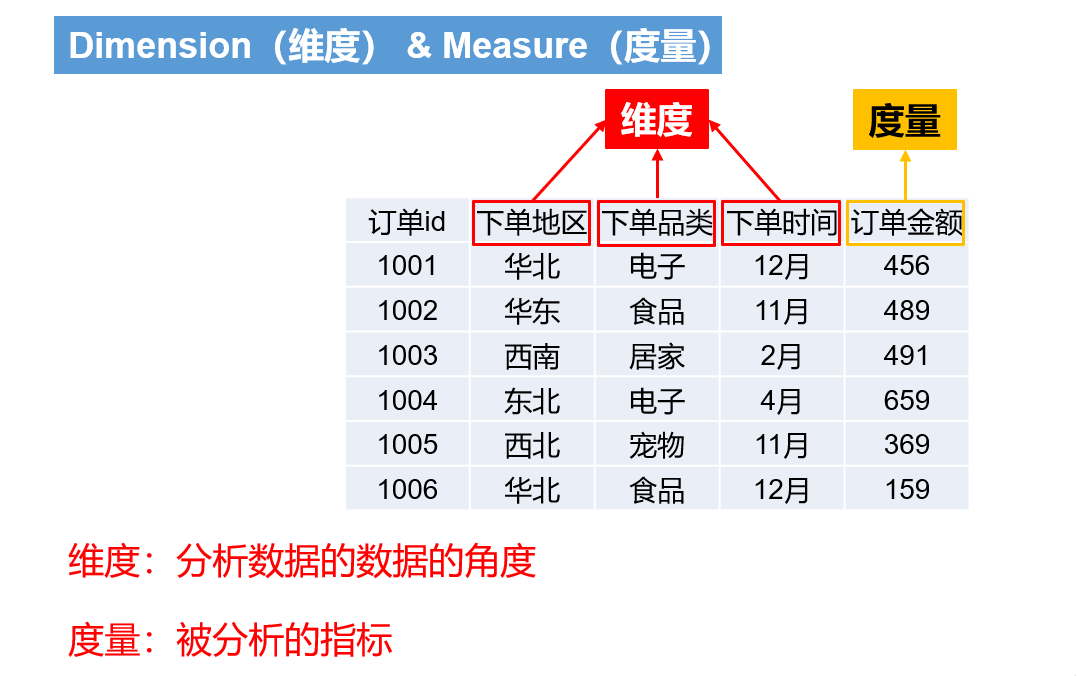 Dimension（维度） & Measure（度量）
维度 度量
订单id 下单地区 下单品类 下单时间 订单金额
1001 华北 电子 12月 456
1002 华东 食品 11月 489
1003 西南 居家 2月 491
1004 东北 电子 4月 659
1005 西北 宠物 11月 369
1006 华北 食品 12月 159
维度：分析数据的数据的角度
度量：被分析的指标